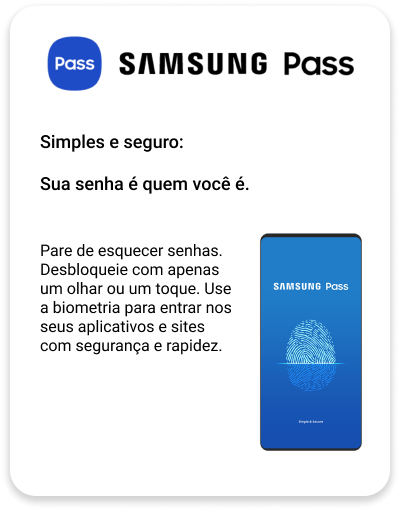 Pass SAMSUNG Pass
Simples e seguro:
Sua senha é quem você é.
Pare de esquecer senhas.
Desbloqueie com apenas
um olhar ou um toque. Use
a biometria para entrar nos
seus aplicativos e sites
com segurança e rapidez.
SAMSUNG Pass
Simple & Secure